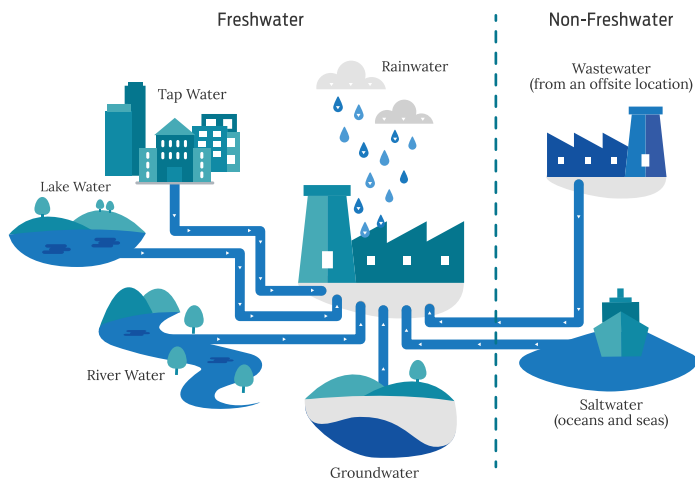 Freshwater
Non-Freshwater
Rainwater
Wastewater
(from an offsite location)
Tap Water
Lake Water
River Water
Saltwater
(oceans and seas)
Groundwater